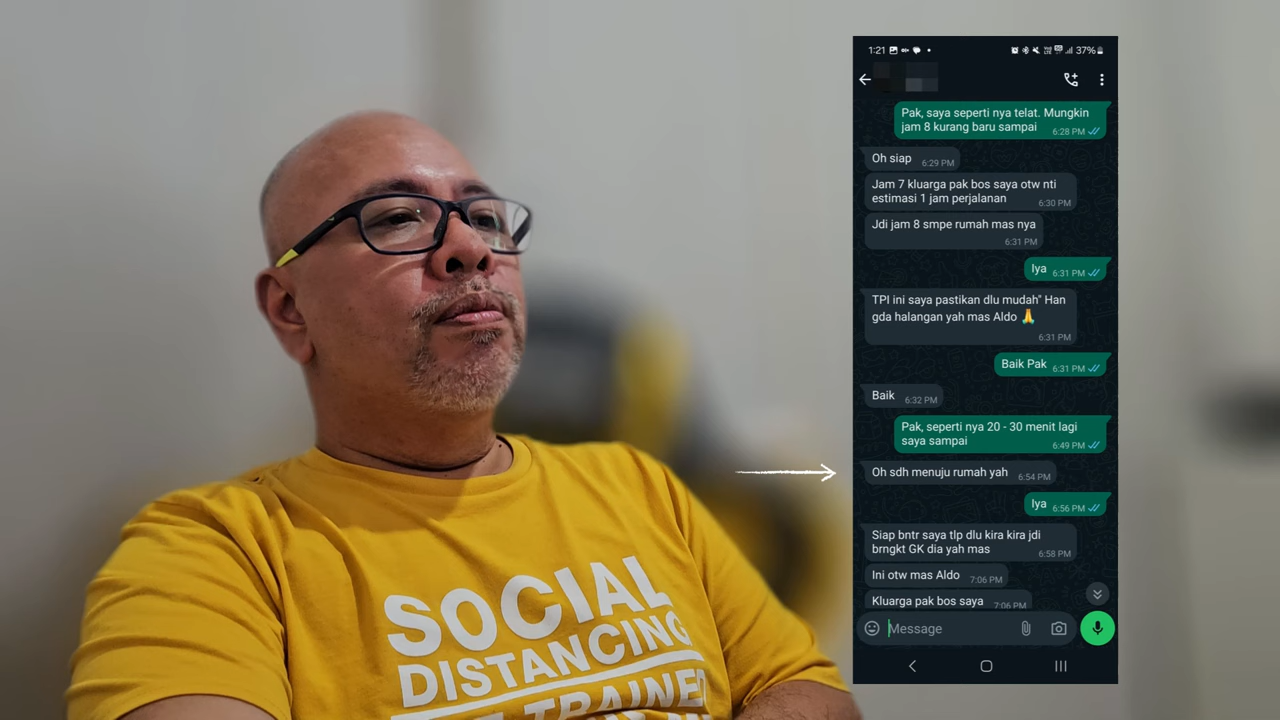 SOCIAL
DISTANCING
TRAINED
1:21
37%
Pak, saya seperti nya telat. Mungkin
jam 8 kurang baru sampai
6:28 PM
Oh siap
6:29 PM
Jam 7 kluarga pak bos saya otw nti
estimasi 1 jam perjalanan
6:30 PM
Jdi jam 8 smpe rumah mas nya
6:31 PM
Iya
6:31 PM
TPI ini saya pastikan dlu mudah" Han
gda halangan yah mas Aldo 🙏
6:31 PM
Baik Pak
6:31 PM
Baik
6:32 PM
Pak, seperti nya 20 - 30 menit lagi
saya sampai
6:49 PM
Oh sdh menuju rumah yah
6:54 PM
Iya
6:56 PM
Siap bntr saya tlp dlu kira kira jdi
brngkt GK dia yah mas
6:58 PM
Ini otw mas Aldo
7:06 PM
Kluarga pak bos saya
7:06 PM
Message